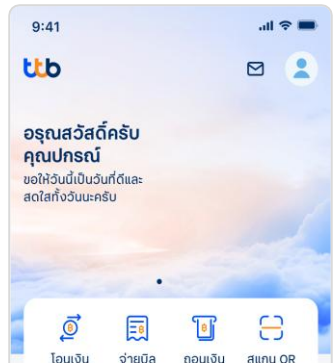 9:41
ttb
อรุณสวัสดิ์ครับ
คุณปกรณ์
ขอให้วันนี้เป็นวันที่ดีและ
สดใสทั้งวันนะครับ
โอนเงิน จ่ายบิล ถอนเงิน สแกน QR